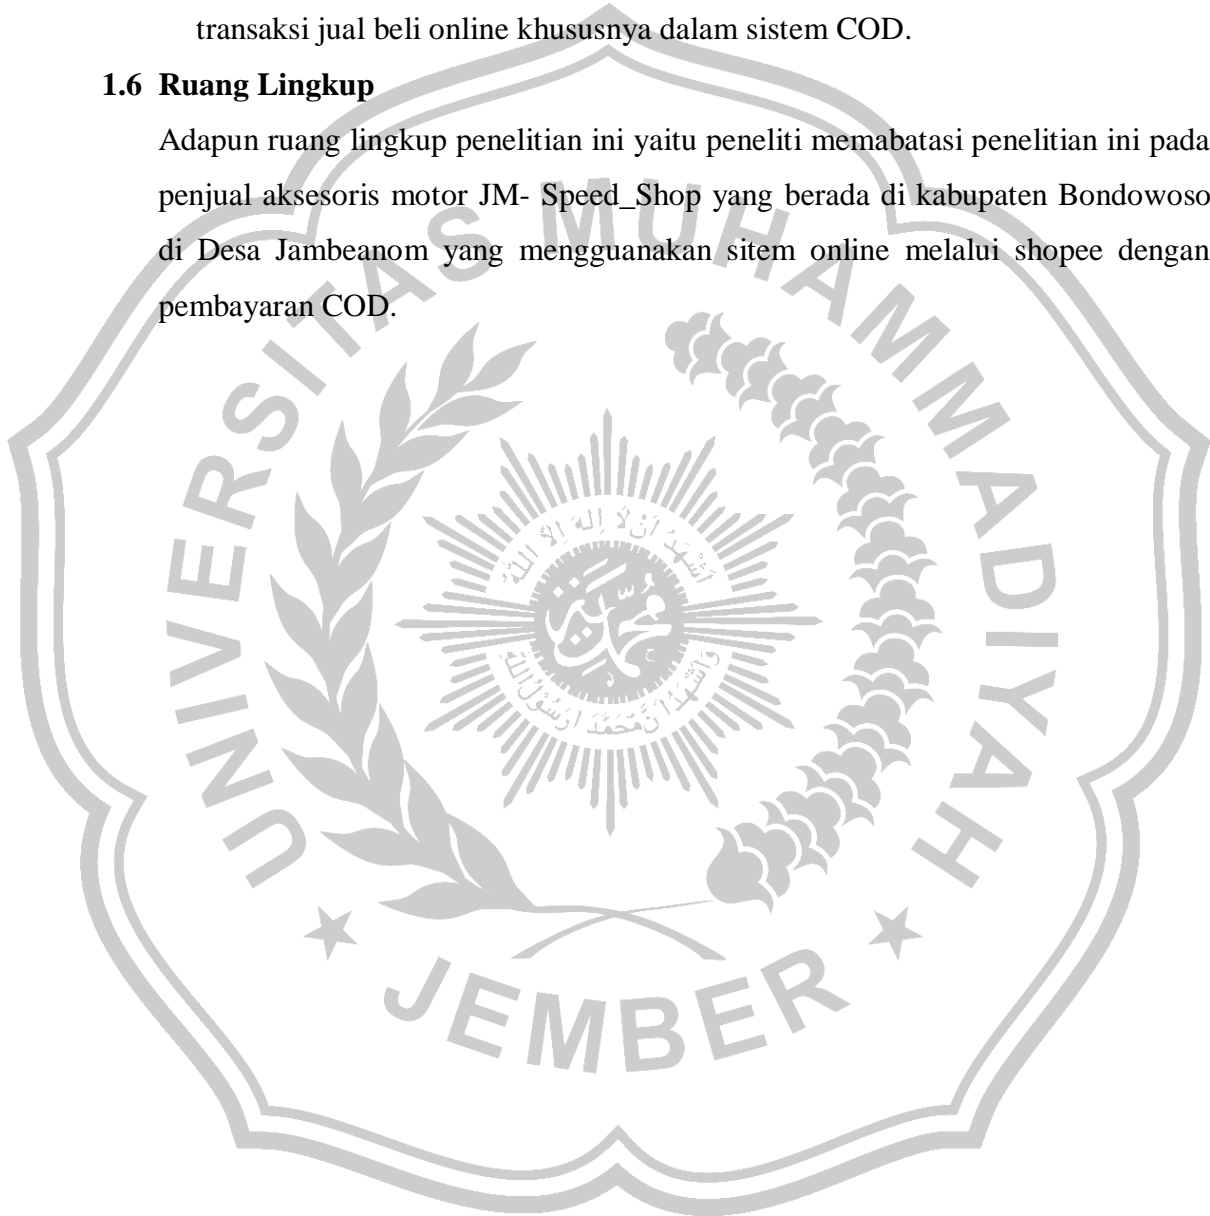 transaksi jual beli online khususnya dalam sistem COD.
1.6 Ruang Lingkup
Adapun ruang lingkup penelitian ini yaitu peneliti memabatasi penelitian ini pada
penjual aksesoris motor JM- Speed_Shop yang berada di kabupaten Bondowoso
di Desa Jambeanom yang mengguanakan sitem online melalui shopee dengan
pembayaran COD.
UNIVERSITAS MUHAMMADIYAH
JEMBER